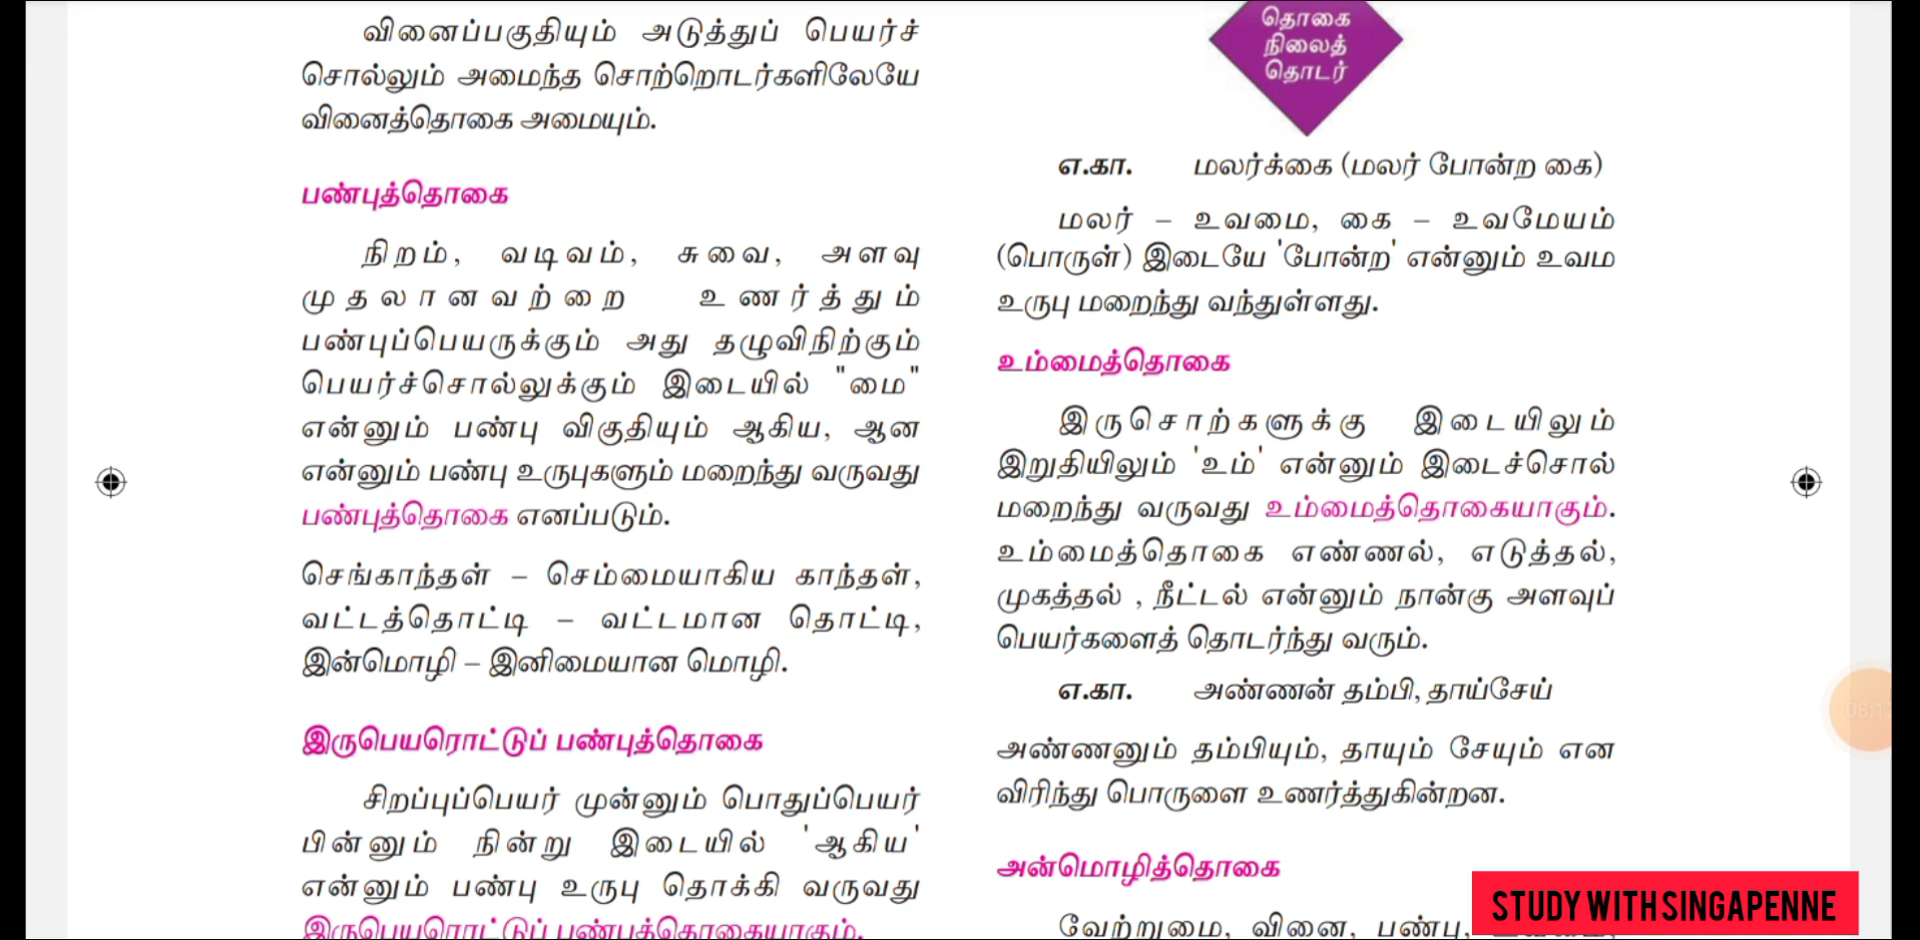 வினைப்பகுதியும் அடுத்துப் பெயர்ச்
சொல்லும் அமைந்த சொற்றொடர்களிலேயே
வினைத்தொகை அமையும்.
பண்புத்தொகை
நிறம், வடிவம், சுவை, அளவு
முதலானவற்றை உணர்த்தும்
பண்புப்பெயருக்கும் அது தழுவிநிற்கும்
பெயர்ச்சொல்லுக்கும் இடையில் "மை"
என்னும் பண்பு விகுதியும் ஆகிய, ஆன
என்னும் பண்பு உருபுகளும் மறைந்து வருவது
பண்புத்தொகை எனப்படும்.
செங்காந்தள் – செம்மையாகிய காந்தள்,
வட்டத்தொட்டி – வட்டமான தொட்டி,
இன்மொழி – இனிமையான மொழி.
இருபெயரொட்டுப் பண்புத்தொகை
சிறப்புப்பெயர் முன்னும் பொதுப்பெயர்
பின்னும் நின்று இடையில் 'ஆகிய'
என்னும் பண்பு உருபு தொக்கி வருவது
இருபெயரொட்டுப் பண்புத்தொகையாகும்.
தொகை
நிலைத்
தொடர்
எ.கா. மலர்க்கை (மலர் போன்ற கை)
மலர் – உவமை, கை – உவமேயம்
(பொருள்) இடையே 'போன்ற' என்னும் உவம
உருபு மறைந்து வந்துள்ளது.
உம்மைத்தொகை
இருசொற்களுக்கு இடையிலும்
இறுதியிலும் 'உம்' என்னும் இடைச்சொல்
மறைந்து வருவது உம்மைத்தொகையாகும்.
உம்மைத்தொகை எண்ணல், எடுத்தல்,
முகத்தல் , நீட்டல் என்னும் நான்கு அளவுப்
பெயர்களைத் தொடர்ந்து வரும்.
எ.கா. அண்ணன் தம்பி, தாய்சேய்
அண்ணனும் தம்பியும், தாயும் சேயும் என
விரிந்து பொருளை உணர்த்துகின்றன.
அன்மொழித்தொகை
வேற்றுமை, வினை, பண்பு,
STUDY WITH SINGAPENNE